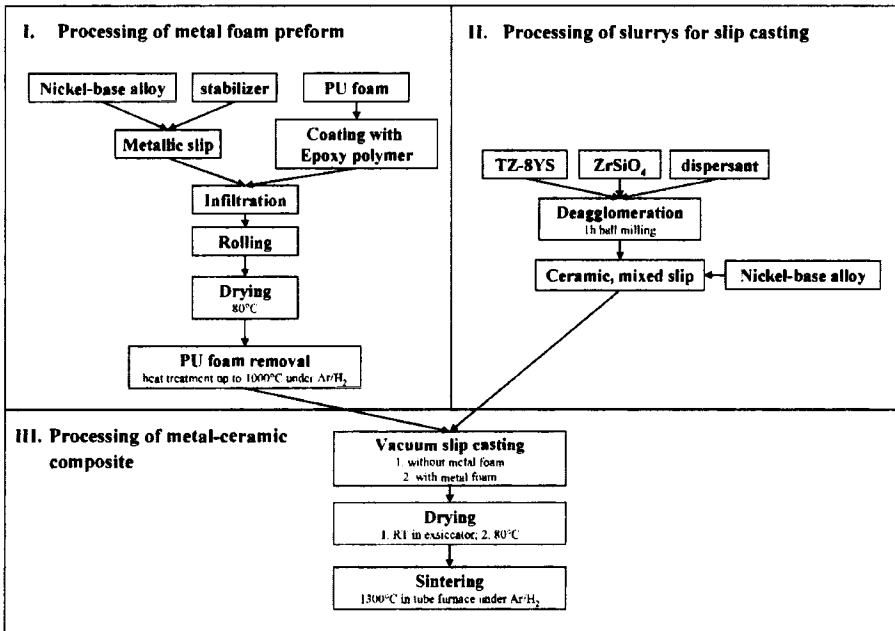 I. Processing of metal foam preform
Nickel-base alloy
stabilizer
PU foam
Metallic slip
Coating with
Epoxy polymer
Infiltration
Rolling
Drying
80°C
PU foam removal
heat treatment up to 1000°C under Ar/H2
II. Processing of slurrys for slip casting
TZ-8YS
ZrSiO4
dispersant
Deagglomeration
1h ball milling
Ceramic, mixed slip
Nickel-base alloy
III. Processing of metal-ceramic
composite
Vacuum slip casting
1. without metal foam
2. with metal foam
Drying
1. RT in exsiccator; 2. 80°C
Sintering
1300°C in tube furnace under Ar/H2